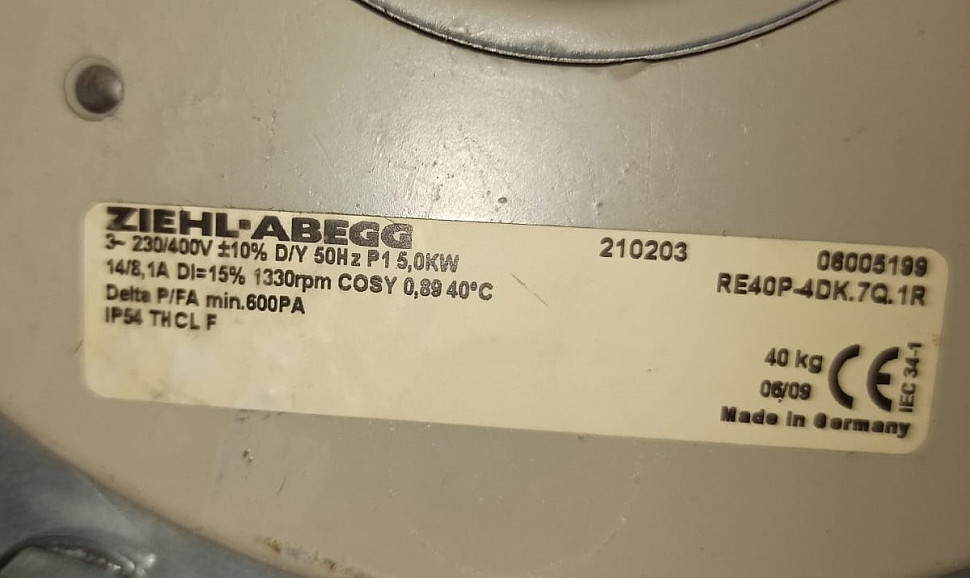 ZIEHL-ABEGG
3~ 230/400V ±10% D/Y 50Hz P1 5,0KW
14/8,1A DI=15% 1330rpm COSY 0,89 40°C
Delta P/FA min.600PA
IP54 THCL F
210203
06005199
RE40P-4DK.7Q.1R
40 kg
CE
06/09
IEC 34-1
Made in Germany